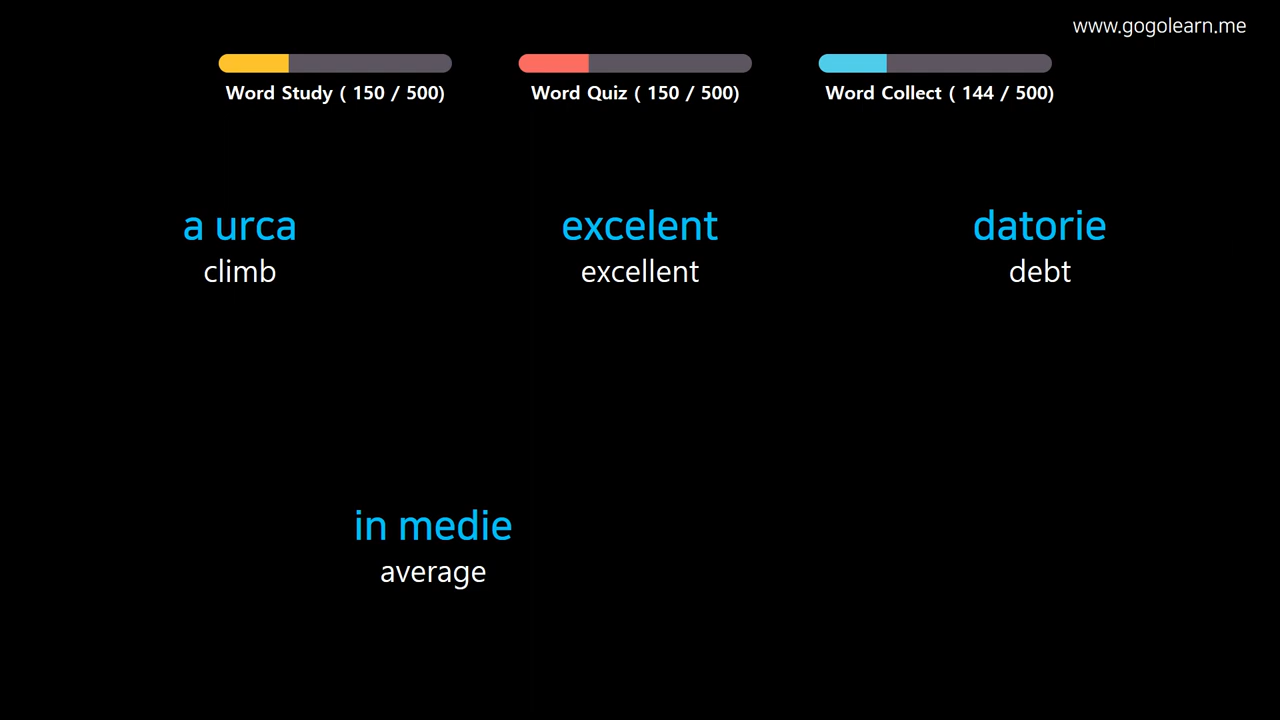 www.gogolearn.me
Word Study ( 150 / 500)
Word Quiz ( 150 / 500)
Word Collect ( 144 / 500)
a urca
climb
excelent
excellent
datorie
debt
in medie
average